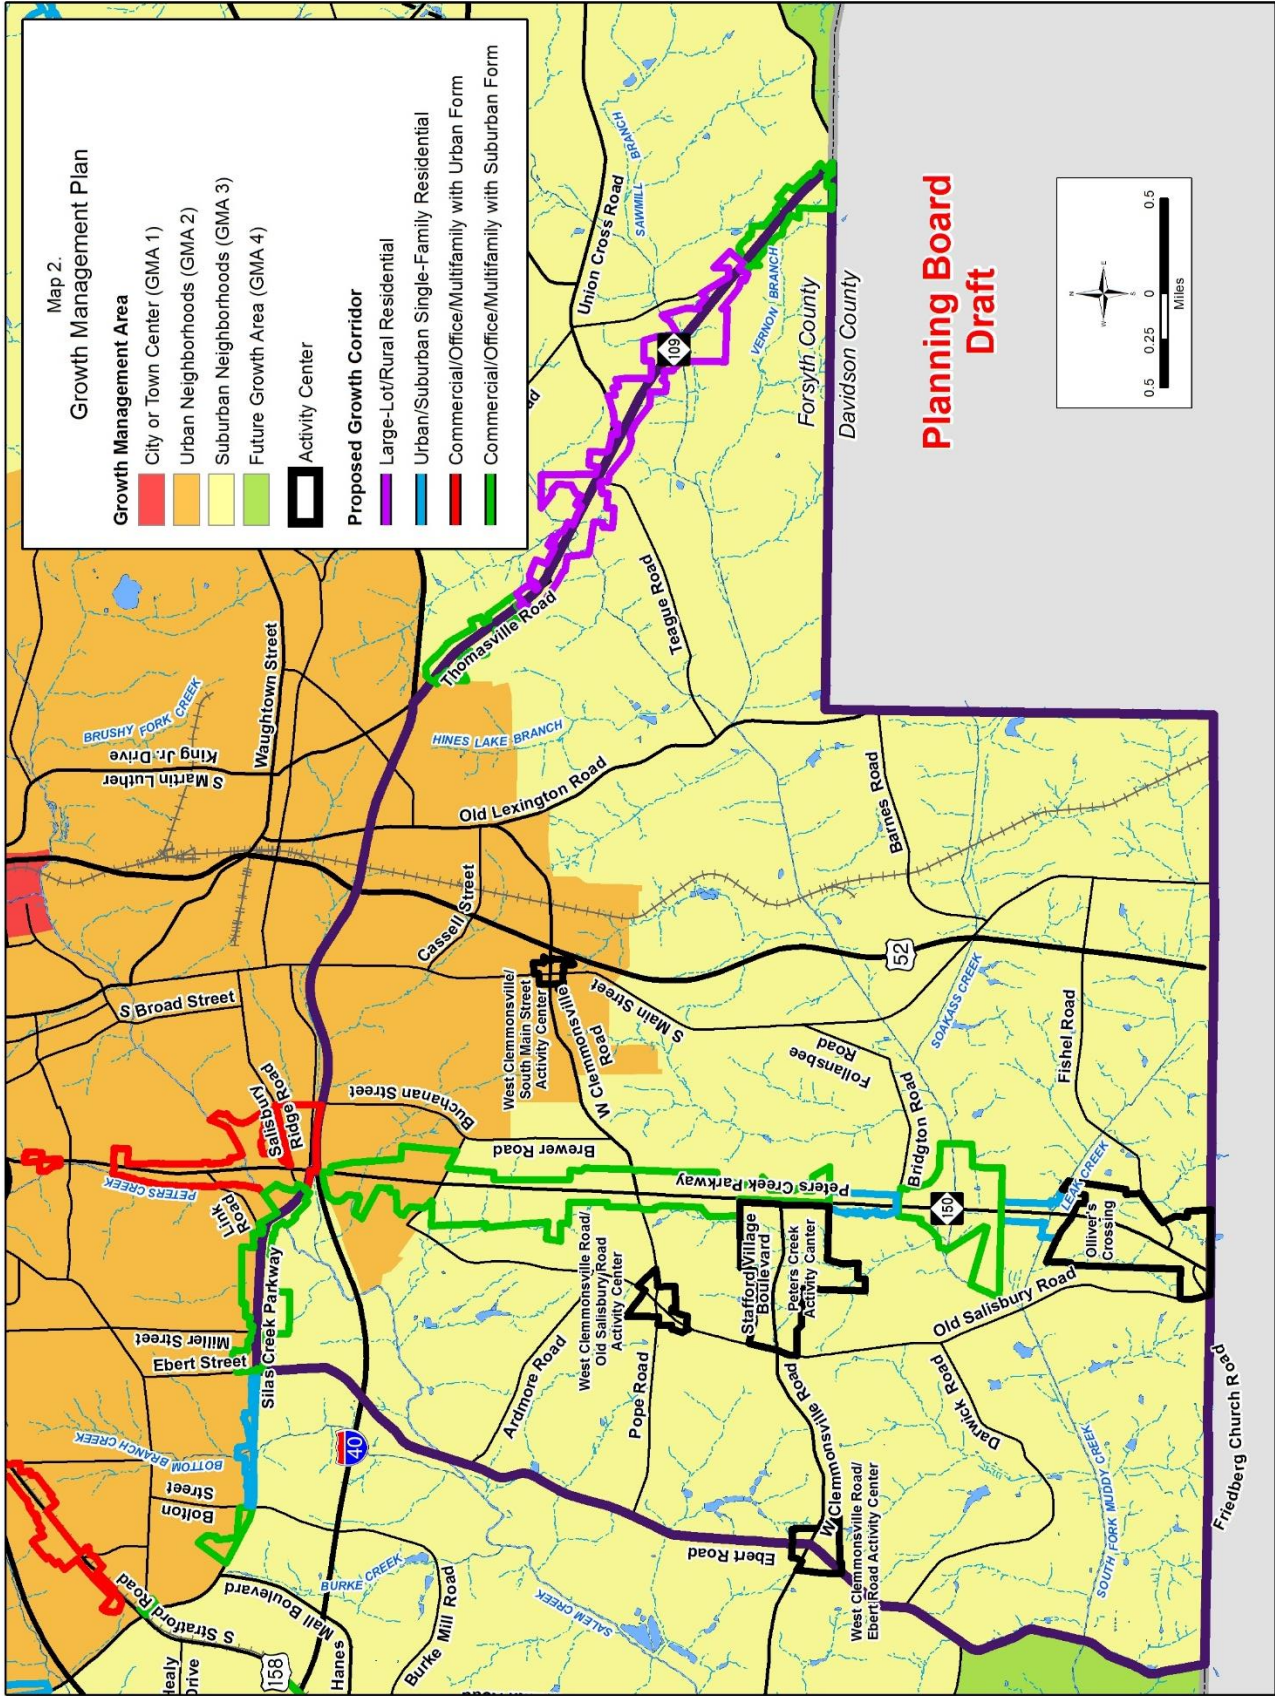 Map 2.
Growth Management Plan
Growth Management Area
City or Town Center (GMA 1)
Urban Neighborhoods (GMA 2)
Suburban Neighborhoods (GMA 3)
Future Growth Area (GMA 4)
Activity Center
Proposed Growth Corridor
Large-Lot/Rural Residential
Urban/Suburban Single-Family Residential
Commercial/Office/Multifamily with Urban Form
Commercial/Office/Multifamily with Suburban Form
Planning Board
Draft
N
W
E
S
0.5
0.25
0
0.5
Miles
Forsyth County
Davidson County
Union Cross Road
SAWMILL BRANCH
VERNON BRANCH
109
ad
Thomasville Road
Teague Road
BRUSHY FORK CREEK
S Martin Luther
King Jr. Drive
Waughtown Street
HINES LAKE BRANCH
Old Lexington Road
Barnes Road
Cassell Street
S Broad Street
West Clemmonsville/
South Main Street
Activity Center
W Clemmonsville
Road
S Main Street
52
Follansbee
Road
SOAKASS CREEK
Fishel Road
Bridgton Road
Salisbury
Ridge Road
Buchanan Street
Brewer Road
PETERS CREEK
Link
Road
Peters Creek Parkway
Peters Creek Parkway
150
LEAK CREEK
Olliver's
Crossing
Silas Creek Parkway
Miller Street
Ebert Street
West Clemmonsville Road/
Old Salisbury Road
Activity Center
Stafford Village
Boulevard
Peters Creek
Activity Canter
Old Salisbury Road
Ardmore Road
Pope Road
Darwick Road
W Clemmonsville Road
40
BOTTOM BRANCH CREEK
Bolton
Street
S Stratford Road
Ebert Road
West Clemmonsville Road/
Ebert Road Activity Center
SOUTH FORK MUDDY CREEK
Friedberg Church Road
BURKE CREEK
SALEM CREEK
Hanes Mall Boulevard
Burke Mill Road
158
Healy
Drive